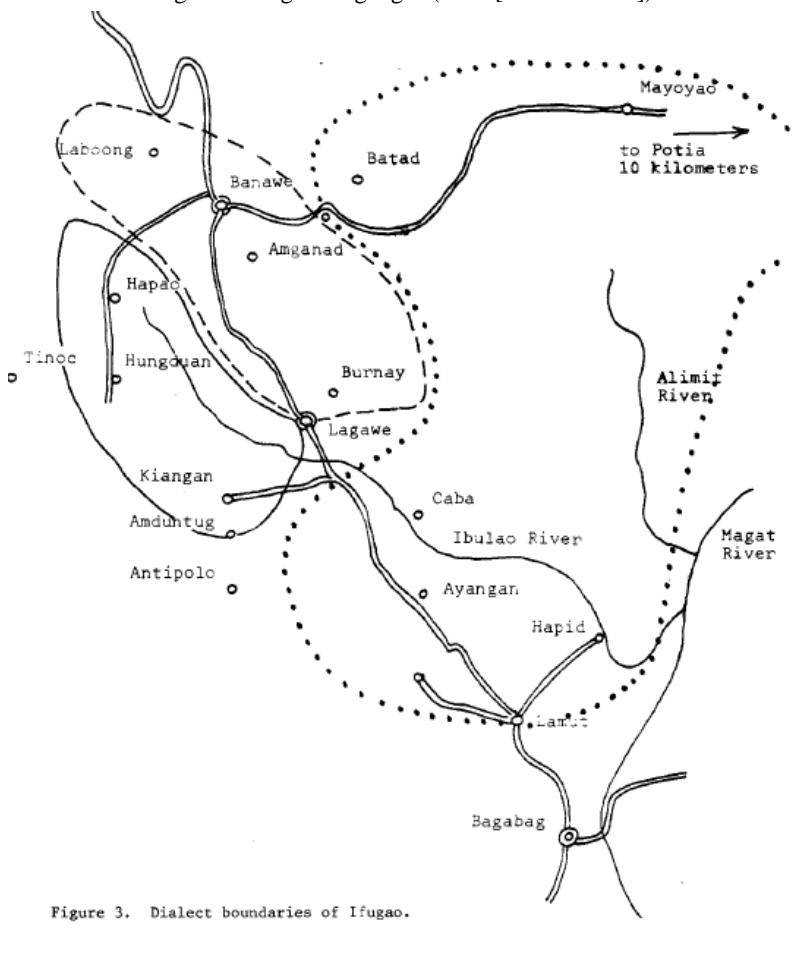 Mayoyao
Laboong
Batad
to Potia
10 kilometers
Banawe
Amganad
Hapao
Tinoc
Hungduan
Burnay
Alimit
River
Lagawe
Kiangan
Caba
Amduntug
Ibulao River
Magat
River
Antipolo
Ayangan
Hapid
Lamut
Bagabag
Figure 3. Dialect boundaries of Ifugao.